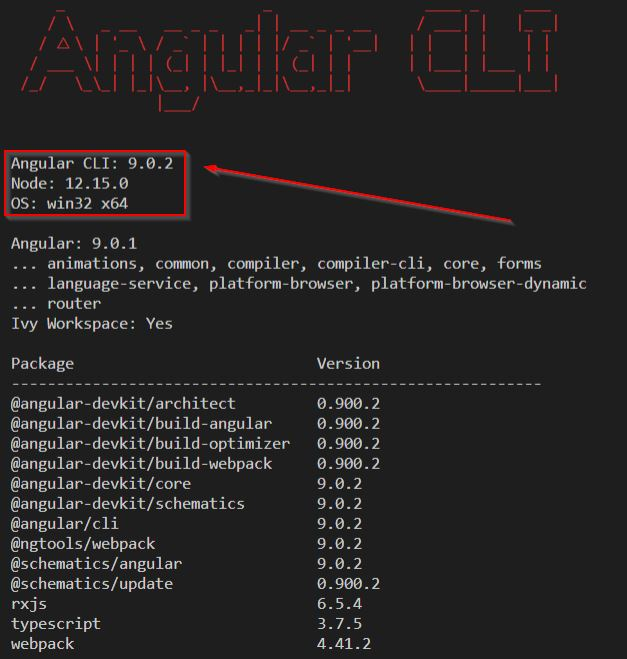 Angular CLI
Angular CLI: 9.0.2
Node: 12.15.0
OS: win32 x64
Angular: 9.0.1
... animations, common, compiler, compiler-cli, core, forms
... language-service, platform-browser, platform-browser-dynamic
... router
Ivy Workspace: Yes
Package                                  Version
-----------------------------------------------------------
@angular-devkit/architect         0.900.2
@angular-devkit/build-angular     0.900.2
@angular-devkit/build-optimizer   0.900.2
@angular-devkit/build-webpack     0.900.2
@angular-devkit/core              9.0.2
@angular-devkit/schematics        9.0.2
@angular/cli                      9.0.2
@ngtools/webpack                  9.0.2
@schematics/angular               9.0.2
@schematics/update                0.900.2
rxjs                              6.5.4
typescript                        3.7.5
webpack                           4.41.2